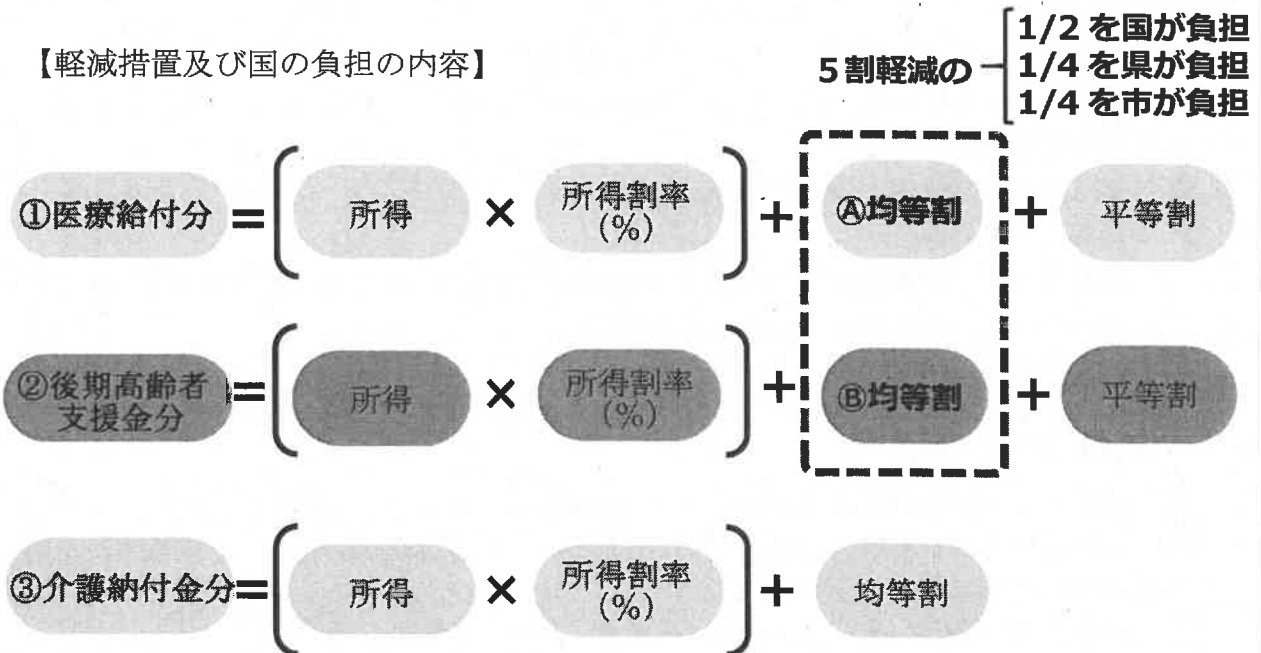 【軽減措置及び国の負担の内容】
5割軽減の
1/2を国が負担
1/4を県が負担
1/4を市が負担
①医療給付分 = [ 所得 × 所得割率
(%) ] + Ⓐ均等割 + 平等割
②後期高齢者
支援金分 = [ 所得 × 所得割率
(%) ] + Ⓑ均等割 + 平等割
③介護納付金分 = [ 所得 × 所得割率
(%) ] + 均等割